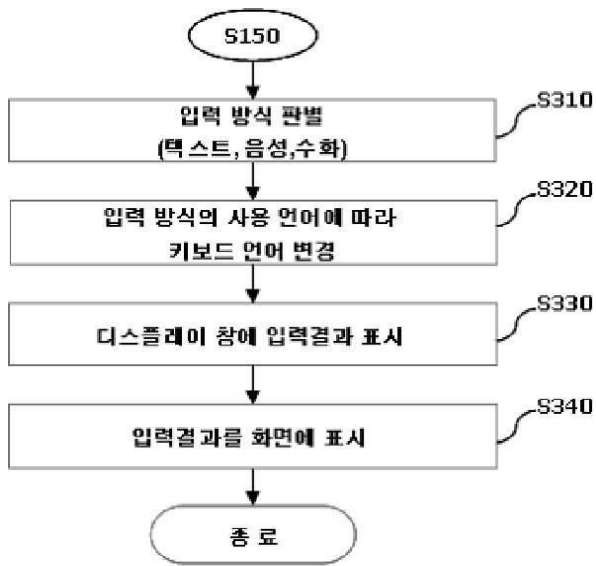 S150
입력 방식 판별
(텍스트, 음성,수화)
S310
입력 방식의 사용 언어에 따라
키보드 언어 변경
S320
디스플레이 창에 입력결과 표시
S330
입력결과를 화면에 표시
S340
종 료